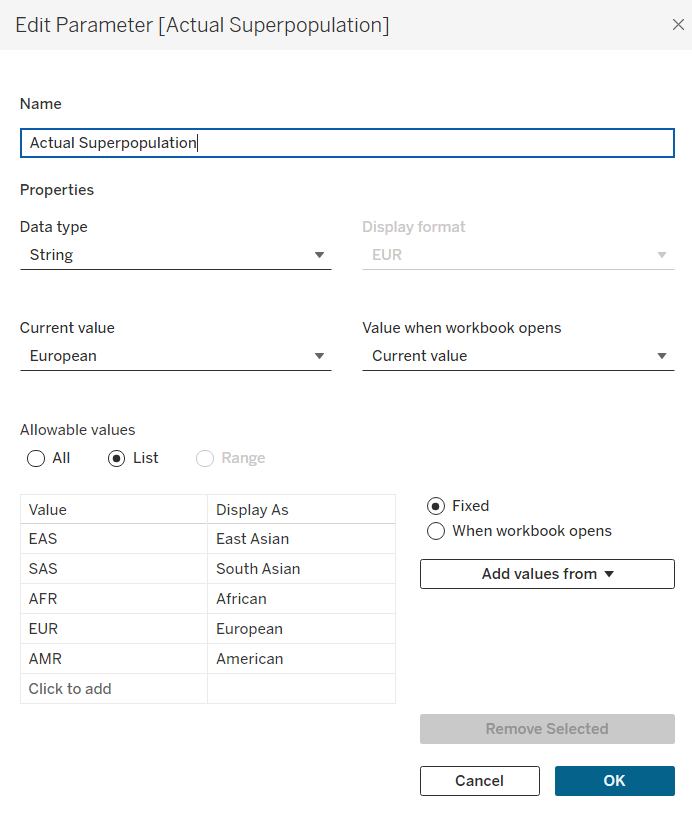 Edit Parameter [Actual Superpopulation]
Name
Actual Superpopulation
Properties
Data type
Display format
String
EUR
Current value
Value when workbook opens
European
Current value
Allowable values
All
List
Range
Value Display As
EAS East Asian
SAS South Asian
AFR African
EUR European
AMR American
Click to add
Fixed
When workbook opens
Add values from
Remove Selected
Cancel
OK